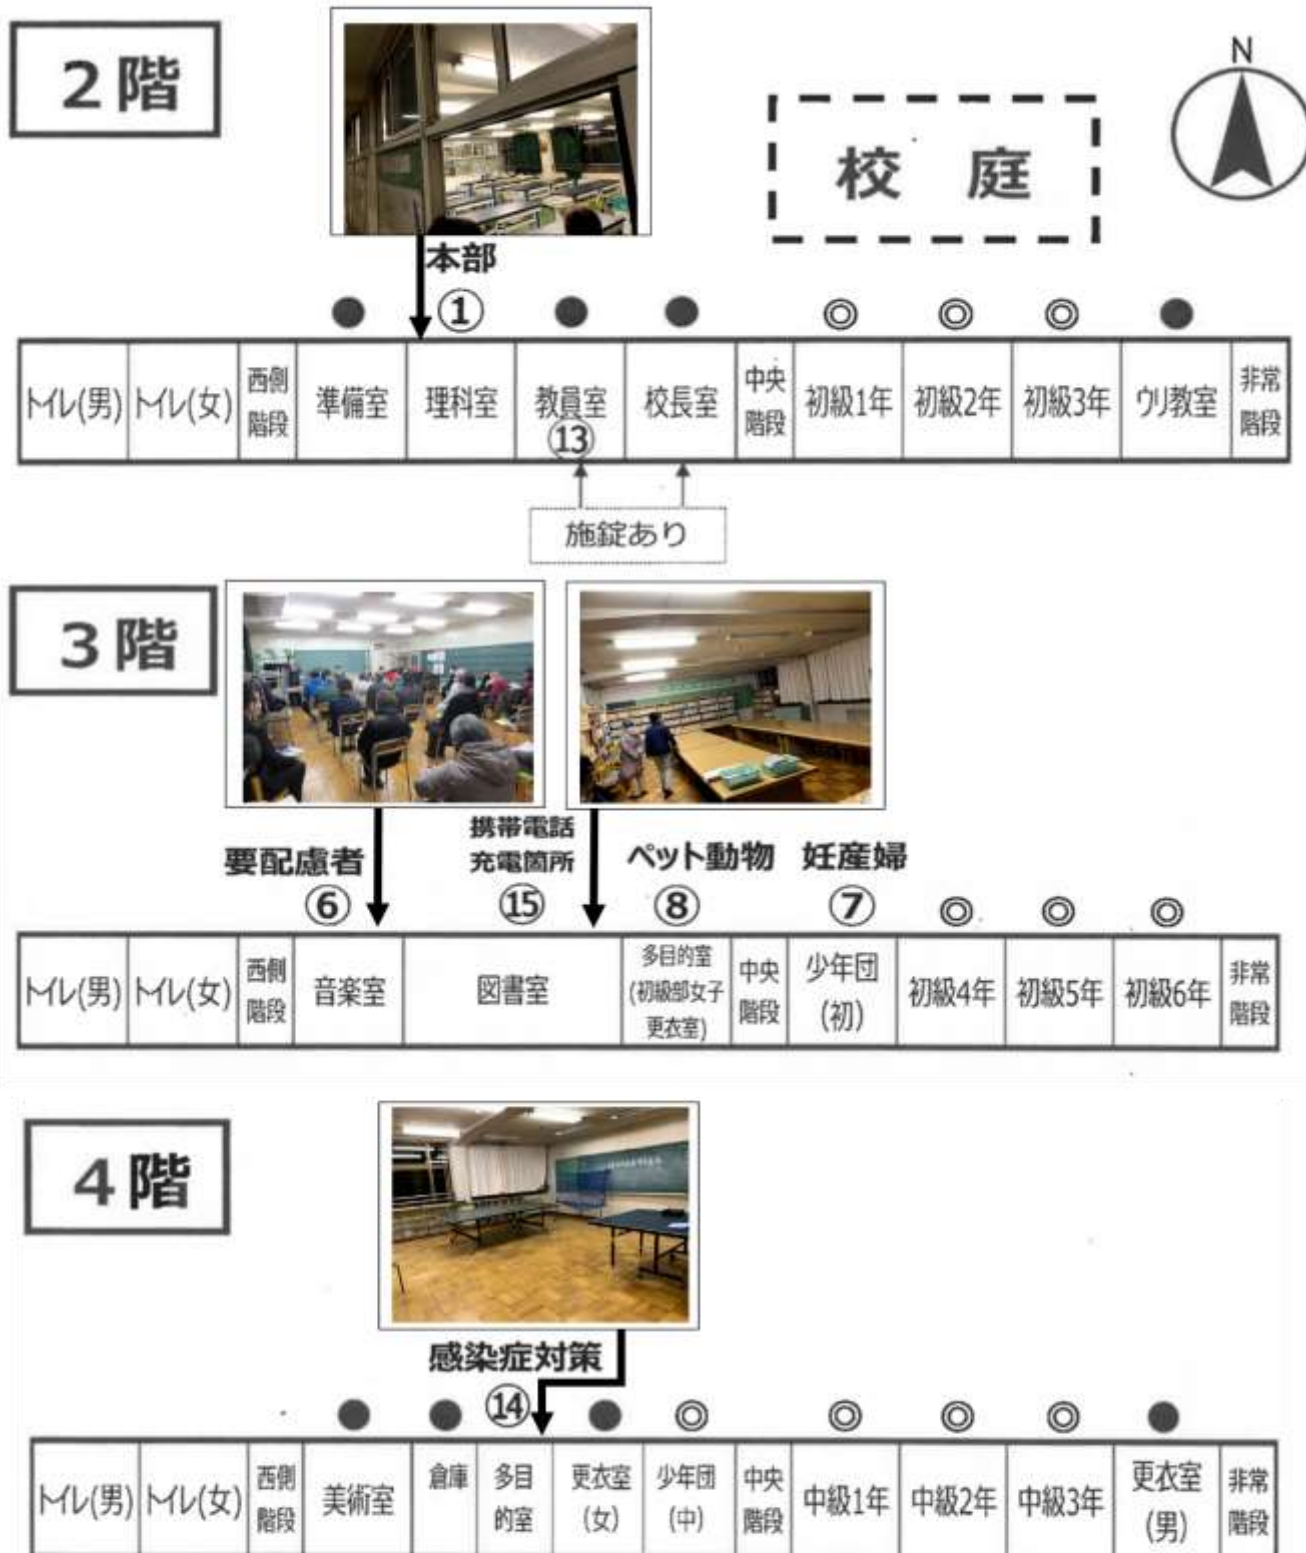 2階
N
校 庭
本部
● ① ● ● ◎ ◎ ◎ ●
トイレ(男) トイレ(女) 西側階段 準備室 理科室 教員室 ⑬ 校長室 中央階段 初級1年 初級2年 初級3年 ウリ教室 非常階段
施錠あり
3階
要配慮者
⑥
携帯電話
充電箇所
⑮
ペット動物
⑧
妊産婦
⑦
◎ ◎ ◎
トイレ(男) トイレ(女) 西側階段 音楽室 図書室 多目的室(初級部女子更衣室) 中央階段 少年団(初) 初級4年 初級5年 初級6年 非常階段
4階
感染症対策
● ● ⑭ ● ◎ ◎ ◎ ◎ ●
トイレ(男) トイレ(女) 西側階段 美術室 倉庫 多目的室 更衣室(女) 少年団(中) 中央階段 中級1年 中級2年 中級3年 更衣室(男) 非常階段